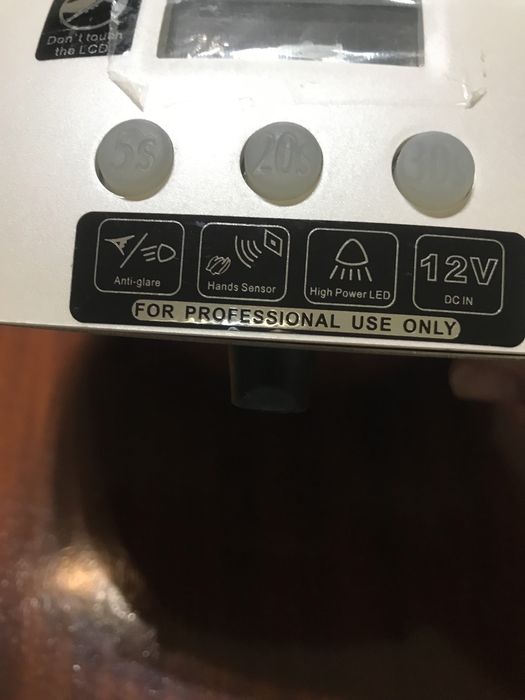 Don't touch
the LCD
5s
20s
30s
Anti-glare
Hands Sensor
High Power LED
12V
DC IN
FOR PROFESSIONAL USE ONLY